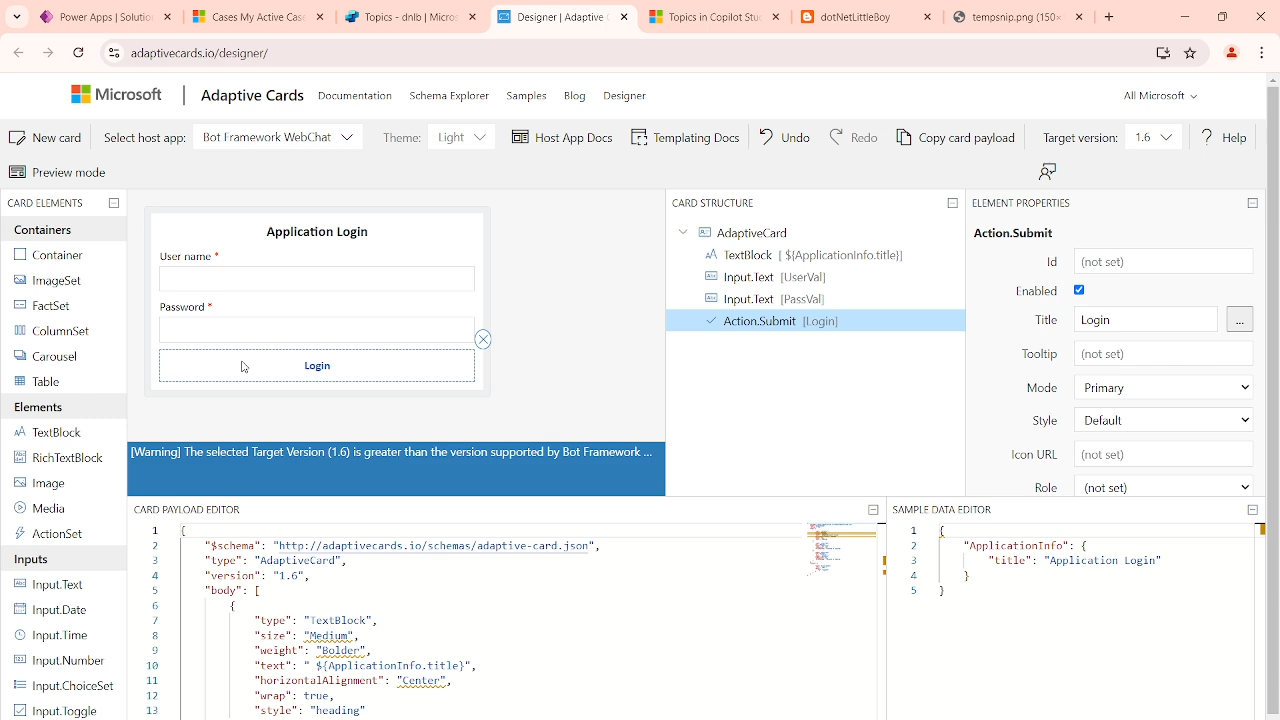 Power apps | Solution
Cases My Active Cas
Topics - dnlb | Micros
Designer | Adaptive C
Topics in Copilot Stu
dotNetLittleBoy
tempsnip.png (150×
adaptivecards.io/designer/
Microsoft | Adaptive Cards Documentation Schema Explorer Samples Blog Designer All Microsoft
New card Select host app: Bot Framework WebChat Theme: Light Host App Docs Templating Docs Undo Redo Copy card payload Target version: 1.6 Help
Preview mode
CARD ELEMENTS
Containers
Container
ImageSet
FactSet
ColumnSet
Carousel
Table
Elements
TextBlock
RichTextBlock
Image
Media
ActionSet
Inputs
Input.Text
Input.Date
Input.Time
Input.Number
Input.ChoiceSet
Input.Toggle
Application Login
User name *
Password *
Login
[Warning] The selected Target Version (1.6) is greater than the version supported by Bot Framework ...
CARD STRUCTURE
AdaptiveCard
TextBlock [ ${ApplicationInfo.title}]
Input.Text [UserVal]
Input.Text [PassVal]
Action.Submit [Login]
ELEMENT PROPERTIES
Action.Submit
Id (not set)
Enabled
Title Login ...
Tooltip (not set)
Mode Primary
Style Default
Icon URL (not set)
Role (not set)
CARD PAYLOAD EDITOR
1 {
2 "$schema": "http://adaptivecards.io/schemas/adaptive-card.json",
3 "type": "AdaptiveCard",
4 "version": "1.6",
5 "body": [
6 {
7 "type": "TextBlock",
8 "size": "Medium",
9 "weight": "Bolder",
10 "text": " ${ApplicationInfo.title}",
11 "horizontalAlignment": "Center",
12 "wrap": true,
13 "style": "heading"
SAMPLE DATA EDITOR
1 {
2 "ApplicationInfo": {
3 "title": "Application Login"
4 }
5 }